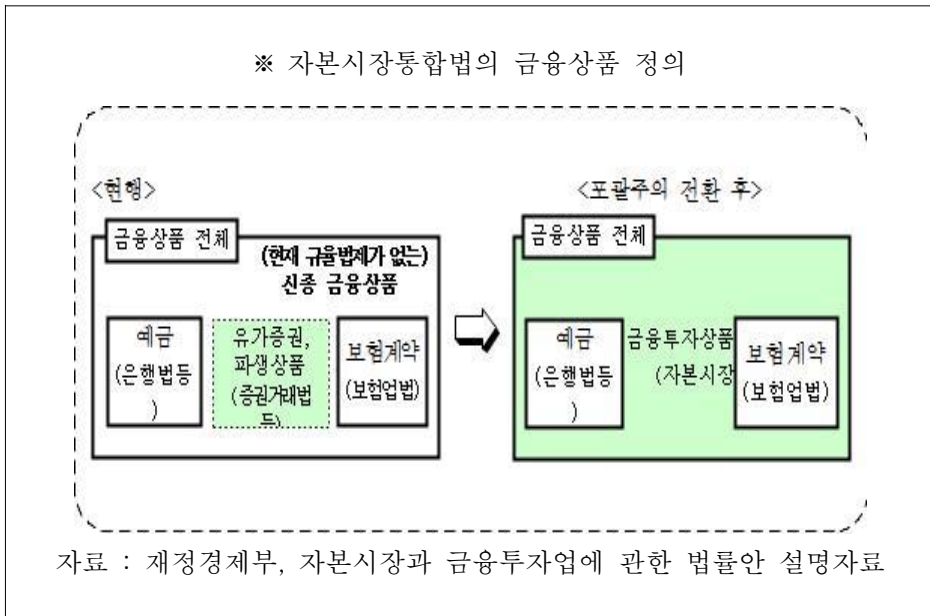 ※ 자본시장통합법의 금융상품 정의
<현행>
금융상품 전체
(현재 규율법제가 없는)
신종 금융상품
예금
(은행법등
)
유가증권,
파생상품
(증권거래법
등)
보험계약
(보험업법)
<포괄주의 전환 후>
금융상품 전체
예금
(은행법등
)
금융투자상품
(자본시장
보험계약
(보험업법)
자료 : 재정경제부, 자본시장과 금융투자업에 관한 법률안 설명자료